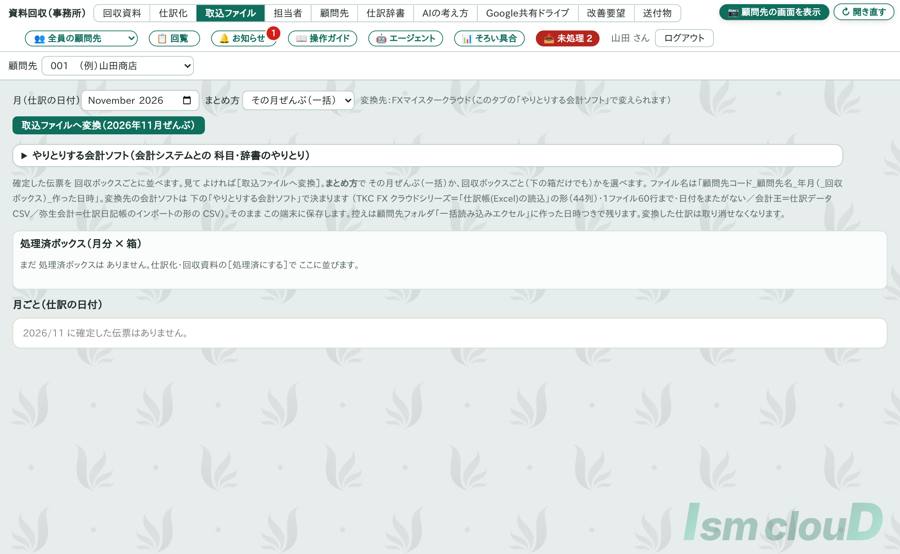 資料回収(事務所) 回収資料 仕訳化 取込ファイル 担当者 顧問先 仕訳辞書 AIの考え方 Google共有ドライブ 改善要望 送付物 📷 顧問先の画面を表示 ↻ 開き直す
👥 全員の顧問先 📋 回覧 🔔 お知らせ 1 📖 操作ガイド 🤖 エージェント 📊 そろい具合 📥 未処理 2 山田 さん ログアウト
顧問先 001 (例)山田商店
月(仕訳の日付) November 2026 まとめ方 その月ぜんぶ(一括) 変換先:FXマイスタークラウド(このタブの「やりとりする会計ソフト」で変えられます)
取込ファイルへ変換(2026年11月ぜんぶ)
▶ やりとりする会計ソフト(会計システムとの 科目・辞書のやりとり)
確定した伝票を 回収ボックスごとに並べます。見て よければ[取込ファイルへ変換]。まとめ方で その月ぜんぶ(一括)か、回収ボックスごと(下の箱だけでも)かを選べます。ファイル名は「顧問先コード_顧問先名_年月(_回収
ボックス)_作った日時」。変換先の会計ソフトは 下の「やりとりする会計ソフト」で決まります (TKC FX クラウドシリーズ=「仕訳帳(Excel)の読込」の形(44列)・1ファイル60行まで・日付をまたがない/会計王=仕訳データ
CSV/弥生会計=仕訳日記帳のインポートの形の CSV)。そのまま この端末に保存します。控えは顧問先フォルダ「一括読み込みエクセル」に作った日時つきで残ります。変換した仕訳は取り消せなくなります。
処理済ボックス(月分 × 箱)
まだ 処理済ボックスは ありません。仕訳化・回収資料の[処理済にする]で ここに並びます。
月ごと(仕訳の日付)
2026/11 に確定した伝票はありません。
Ism clouD